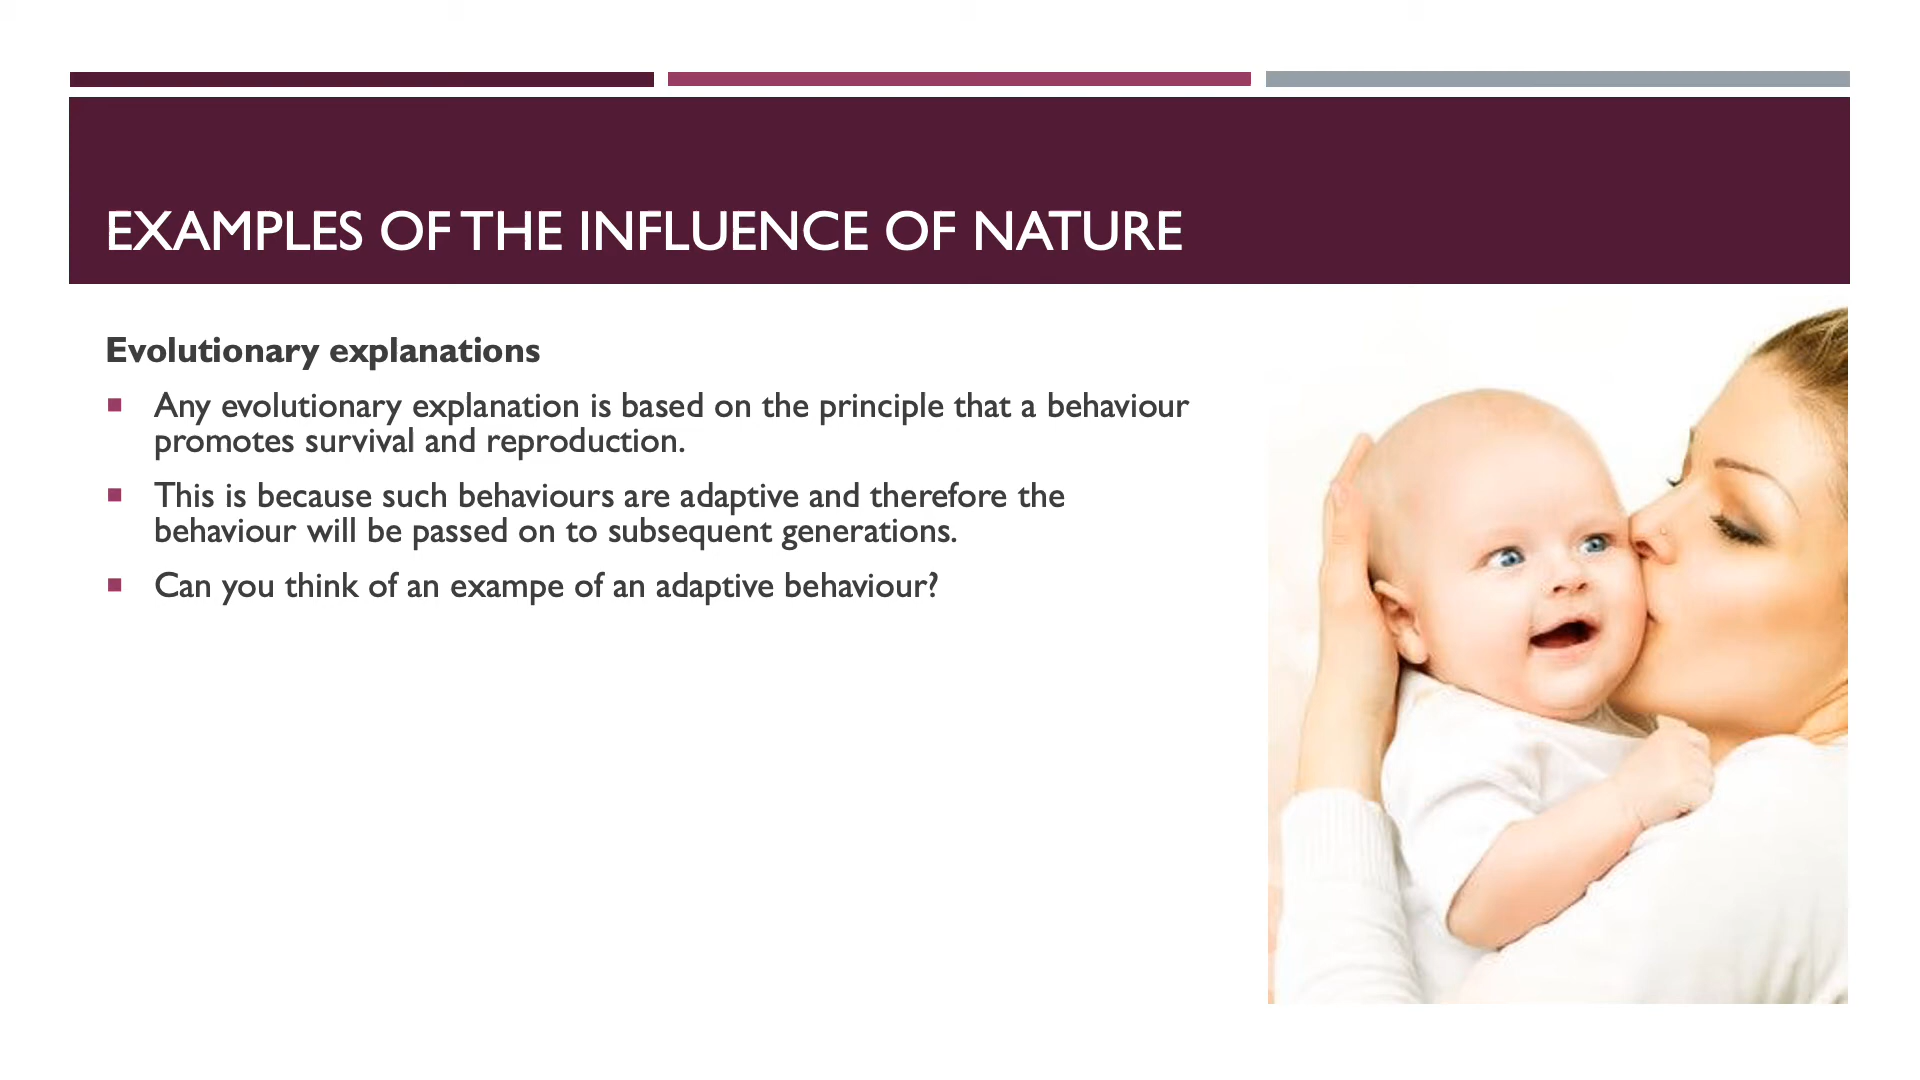 EXAMPLES OF THE INFLUENCE OF NATURE
Evolutionary explanations
Any evolutionary explanation is based on the principle that a behaviour
promotes survival and reproduction.
This is because such behaviours are adaptive and therefore the
behaviour will be passed on to subsequent generations.
Can you think of an exampe of an adaptive behaviour?